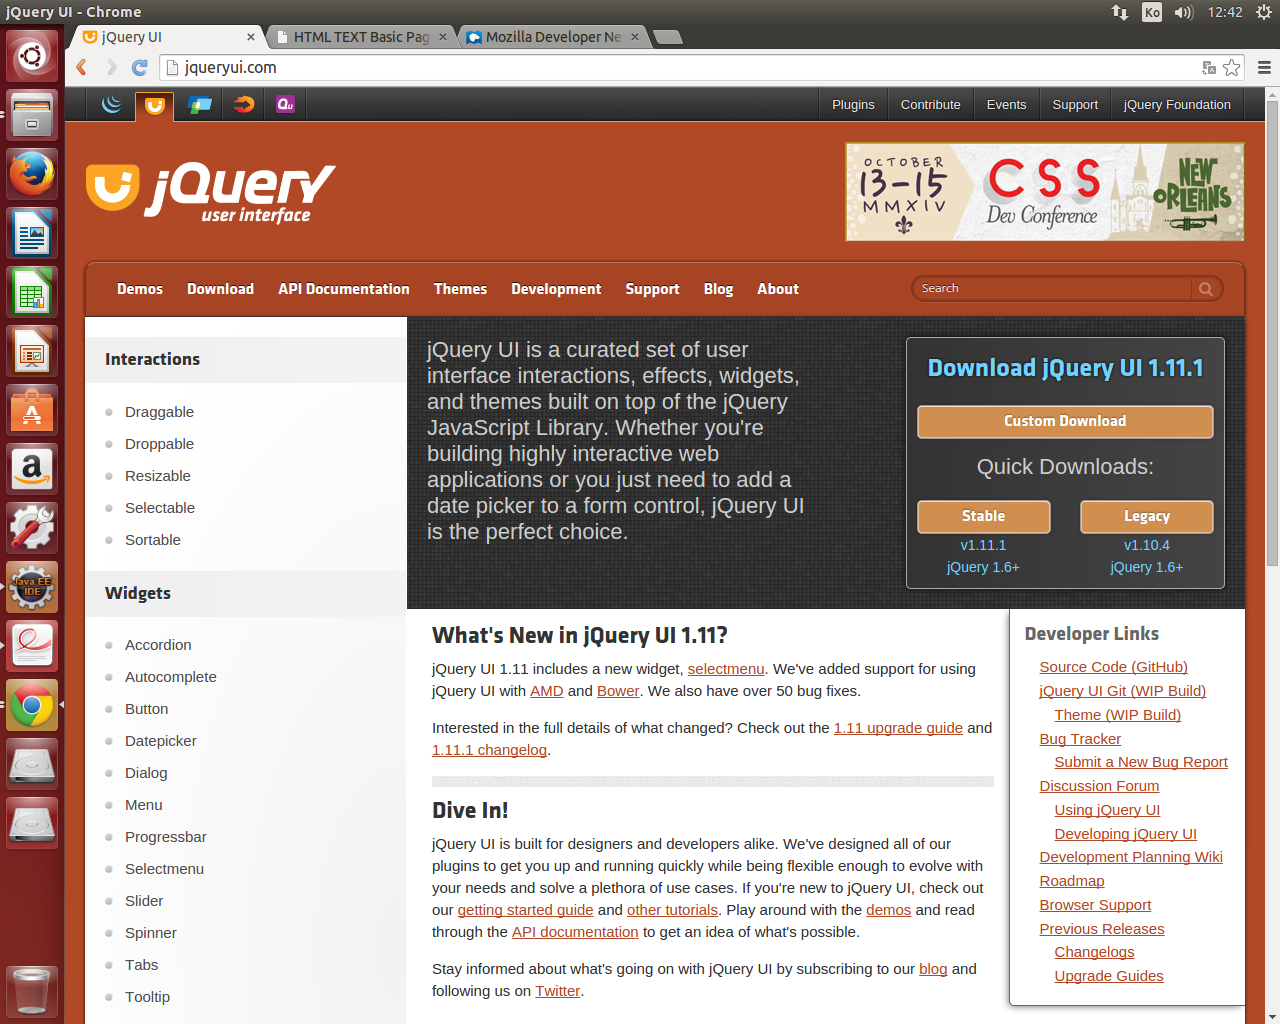 jQuery UI - Chrome
Ko
12:42
jQuery UI
HTML TEXT Basic Pag
Mozilla Developer Ne
jqueryui.com
Plugins
Contribute
Events
Support
jQuery Foundation
jQuery
user interface
OCTOBER
13-15
MMXIV
CSS
Dev Conference
NEW
ORLEANS
Demos
Download
API Documentation
Themes
Development
Support
Blog
About
Search
Interactions
Draggable
Droppable
Resizable
Selectable
Sortable
Widgets
Accordion
Autocomplete
Button
Datepicker
Dialog
Menu
Progressbar
Selectmenu
Slider
Spinner
Tabs
Tooltip
jQuery UI is a curated set of user
interface interactions, effects, widgets,
and themes built on top of the jQuery
JavaScript Library. Whether you're
building highly interactive web
applications or you just need to add a
date picker to a form control, jQuery UI
is the perfect choice.
Download jQuery UI 1.11.1
Custom Download
Quick Downloads:
Stable
v1.11.1
jQuery 1.6+
Legacy
v1.10.4
jQuery 1.6+
What's New in jQuery UI 1.11?
jQuery UI 1.11 includes a new widget, selectmenu. We've added support for using
jQuery UI with AMD and Bower. We also have over 50 bug fixes.
Interested in the full details of what changed? Check out the 1.11 upgrade guide and
1.11.1 changelog.
Dive In!
jQuery UI is built for designers and developers alike. We've designed all of our
plugins to get you up and running quickly while being flexible enough to evolve with
your needs and solve a plethora of use cases. If you're new to jQuery UI, check out
our getting started guide and other tutorials. Play around with the demos and read
through the API documentation to get an idea of what's possible.
Stay informed about what's going on with jQuery UI by subscribing to our blog and
following us on Twitter.
Developer Links
Source Code (GitHub)
jQuery UI Git (WIP Build)
Theme (WIP Build)
Bug Tracker
Submit a New Bug Report
Discussion Forum
Using jQuery UI
Developing jQuery UI
Development Planning Wiki
Roadmap
Browser Support
Previous Releases
Changelogs
Upgrade Guides
Java EE
IDE
a
A
Qu